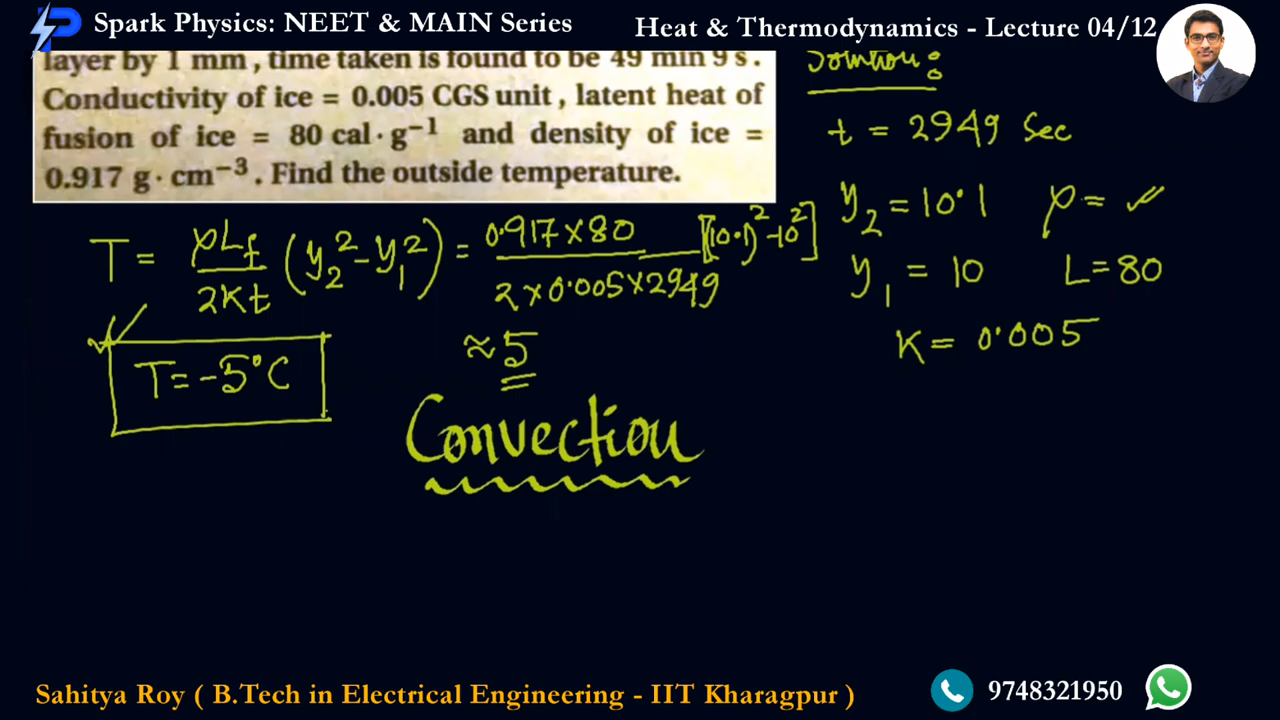 Spark Physics: NEET & MAIN Series
Heat & Thermodynamics - Lecture 04/12
layer by 1 mm, time taken is found to be 49 min 9 s.
Conductivity of ice = 0.005 CGS unit, latent heat of
fusion of ice = 80 cal · g⁻¹ and density of ice =
0.917 g · cm⁻³. Find the outside temperature.
Solution:
t = 2949 Sec
y₂ = 10.1 ρ = ✓
y₁ = 10 L = 80
K = 0.005
T = ρL_f / 2Kt (y₂² - y₁²) = 0.917 × 80 / 2 × 0.005 × 2949 [(10.1)² - 10²]
≈ 5
T = -5°C
Convection
Sahitya Roy ( B.Tech in Electrical Engineering - IIT Kharagpur )
9748321950